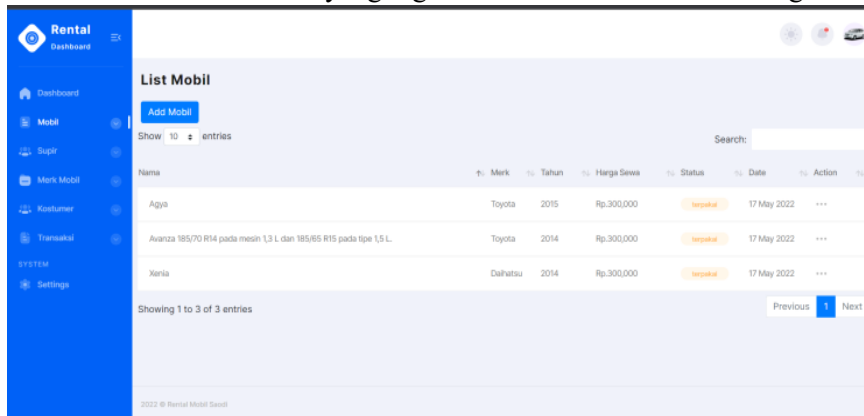 Rental
Dashboard
Dashboard
Mobil
Supir
Merk Mobil
Kostumer
Transaksi
SYSTEM
Settings
List Mobil
Add Mobil
Show 10 entries
Search:
Nama Merk Tahun Harga Sewa Status Date Action
Agya Toyota 2015 Rp.300,000 terpakai 17 May 2022
Avanza 185/70 R14 pada mesin 1,3 L dan 185/65 R15 pada tipe 1,5 L. Toyota 2014 Rp.300,000 terpakai 17 May 2022
Xenia Daihatsu 2014 Rp.300,000 terpakai 17 May 2022
Showing 1 to 3 of 3 entries
Previous 1 Next
2022 © Rental Mobil